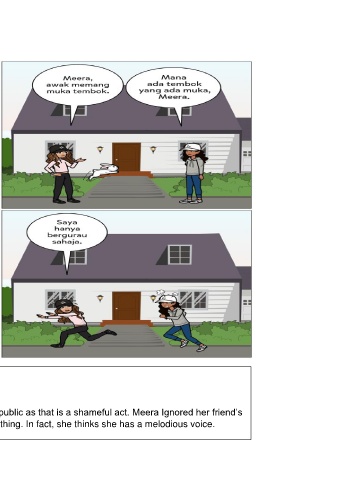 Meera,
awak memang
muka tembok.
Mana
ada tembok
yang ada muka,
Meera.
Saya
hanya
bergurau
sahaja.
public as that is a shameful act. Meera Ignored her friend's
thing. In fact, she thinks she has a melodious voice.